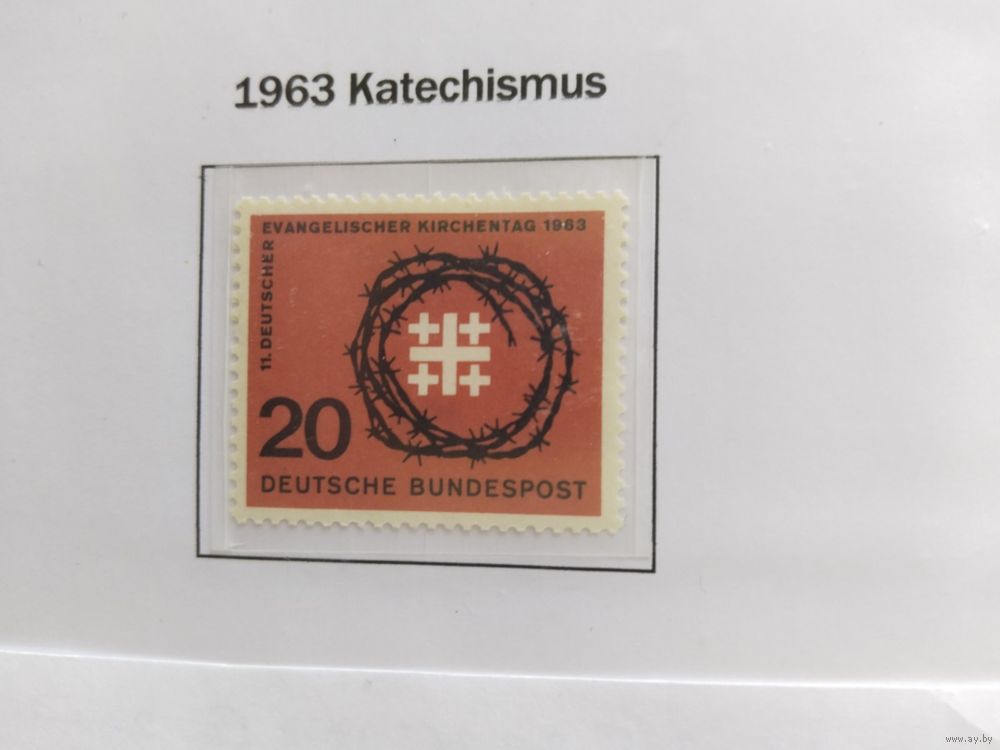 1963 Katechismus
11. DEUTSCHER
EVANGELISCHER KIRCHENTAG 1963
20
DEUTSCHE BUNDESPOST
www.ay.by